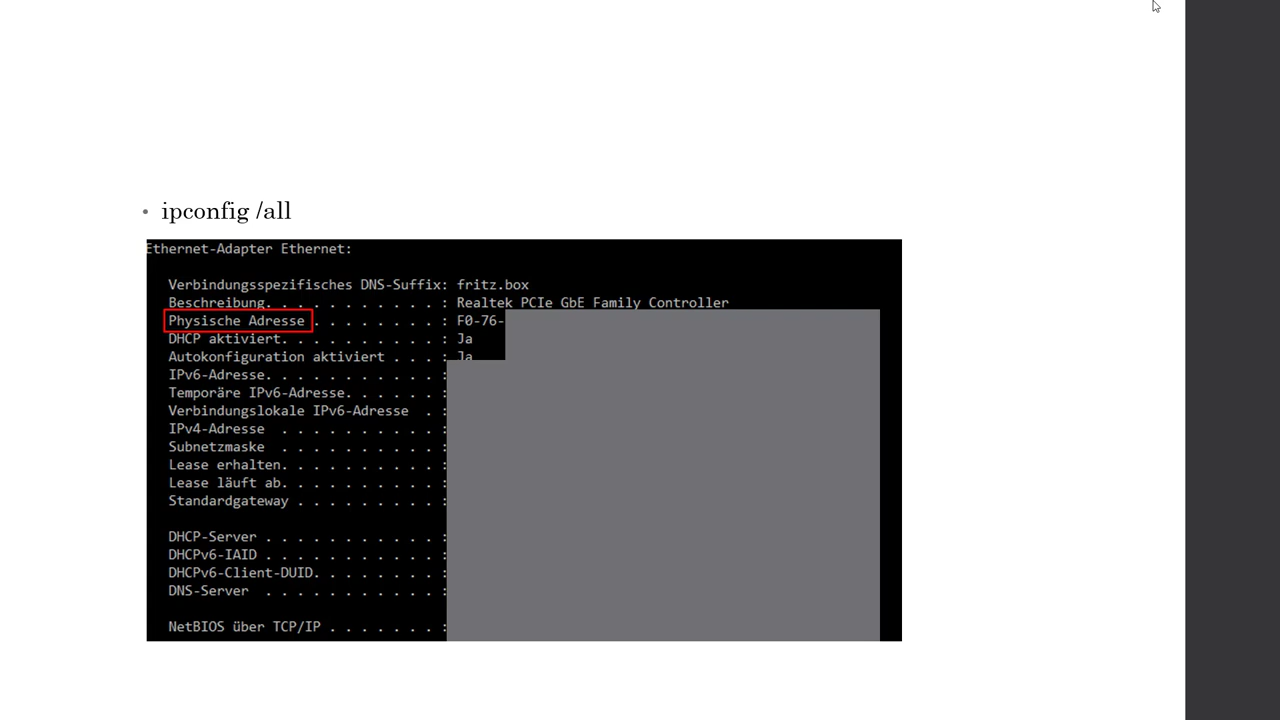 • ipconfig /all
Ethernet-Adapter Ethernet:
Verbindungsspezifisches DNS-Suffix: fritz.box
Beschreibung. . . . . . . . . . . : Realtek PCIe GbE Family Controller
Physische Adresse . . . . . . . . : F0-76-
DHCP aktiviert. . . . . . . . . . : Ja
Autokonfiguration aktiviert . . . : Ja
IPv6-Adresse. . . . . . . . . . . :
Temporäre IPv6-Adresse. . . . . . :
Verbindungslokale IPv6-Adresse  . :
IPv4-Adresse  . . . . . . . . . . :
Subnetzmaske  . . . . . . . . . . :
Lease erhalten. . . . . . . . . . :
Lease läuft ab. . . . . . . . . . :
Standardgateway . . . . . . . . . :
DHCP-Server . . . . . . . . . . . :
DHCPv6-IAID . . . . . . . . . . . :
DHCPv6-Client-DUID. . . . . . . . :
DNS-Server  . . . . . . . . . . . :
NetBIOS über TCP/IP . . . . . . . :